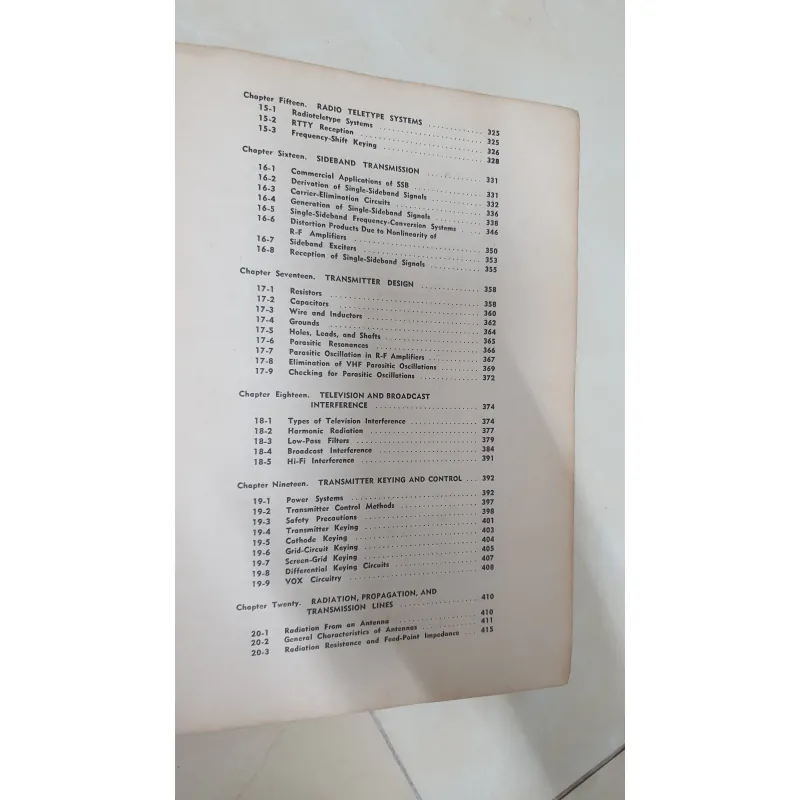 Chapter Fifteen. RADIO TELETYPE SYSTEMS ............... 325
15-1 Radioteletype Systems ............... 325
15-2 RTTY Reception ............... 326
15-3 Frequency-Shift Keying ............... 328
Chapter Sixteen. SIDEBAND TRANSMISSION ............... 331
16-1 Commercial Applications of SSB ............... 331
16-2 Derivation of Single-Sideband Signals ............... 332
16-3 Carrier-Elimination Circuits ............... 336
16-4 Generation of Single-Sideband Signals ............... 338
16-5 Single-Sideband Frequency-Conversion Systems .... 346
16-6 Distortion Products Due to Nonlinearity of
R-F Amplifiers ............... 350
16-7 Sideband Exciters ............... 353
16-8 Reception of Single-Sideband Signals ............... 355
Chapter Seventeen. TRANSMITTER DESIGN ............... 358
17-1 Resistors ............... 358
17-2 Capacitors ............... 360
17-3 Wire and Inductors ............... 362
17-4 Grounds ............... 364
17-5 Holes, Leads, and Shafts ............... 365
17-6 Parasitic Resonances ............... 366
17-7 Parasitic Oscillation in R-F Amplifiers ............... 367
17-8 Elimination of VHF Parasitic Oscillations ............... 369
17-9 Checking for Parasitic Oscillations ............... 372
Chapter Eighteen. TELEVISION AND BROADCAST
INTERFERENCE ............... 374
18-1 Types of Television Interference ............... 374
18-2 Harmonic Radiation ............... 377
18-3 Low-Pass Filters ............... 379
18-4 Broadcast Interference ............... 384
18-5 Hi-Fi Interference ............... 391
Chapter Nineteen. TRANSMITTER KEYING AND CONTROL ... 392
19-1 Power Systems ............... 392
19-2 Transmitter Control Methods ............... 397
19-3 Safety Precautions ............... 398
19-4 Transmitter Keying ............... 401
19-5 Cathode Keying ............... 403
19-6 Grid-Circuit Keying ............... 404
19-7 Screen-Grid Keying ............... 405
19-8 Differential Keying Circuits ............... 407
19-9 VOX Circuitry ............... 408
Chapter Twenty. RADIATION, PROPAGATION, AND
TRANSMISSION LINES ............... 410
20-1 Radiation From an Antenna ............... 410
20-2 General Characteristics of Antennas ............... 411
20-3 Radiation Resistance and Feed-Point Impedance ... 415